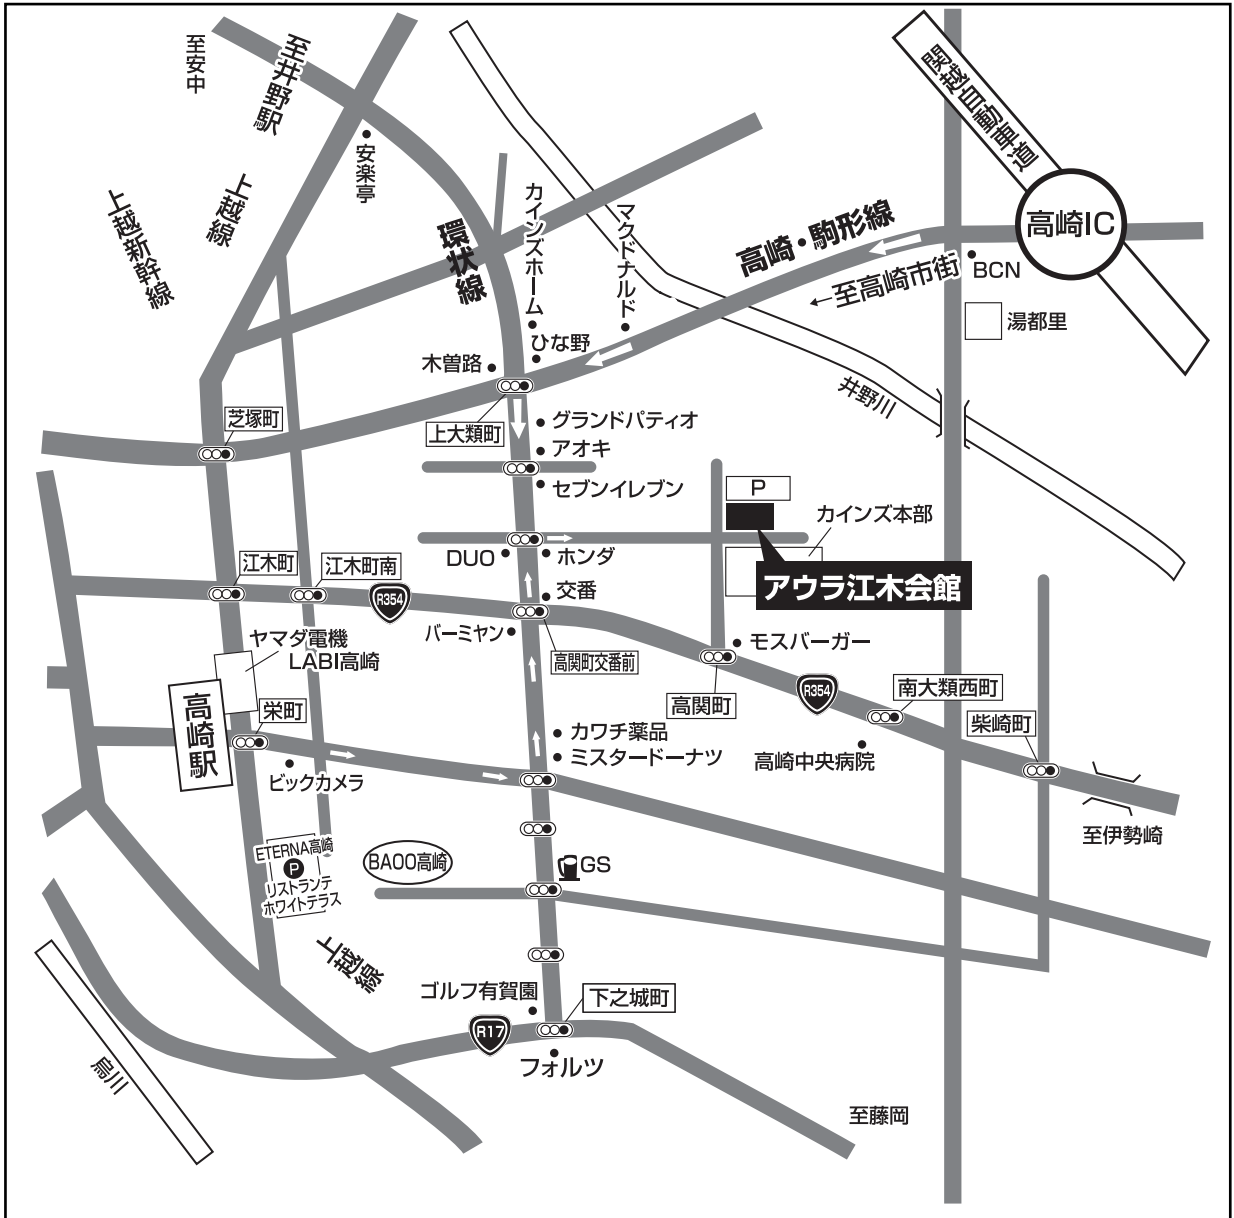 至安中
至井野駅
関越自動車道
安楽亭
上越線
上越新幹線
カインズホーム
マクドナルド
環状線
高崎・駒形線
高崎IC
BCN
←至高崎市街
湯都里
ひな野
木曽路
井野川
芝塚町
上大類町
グランドパティオ
アオキ
セブンイレブン
P
カインズ本部
DUO
ホンダ
江木町
江木町南
アウラ江木会館
交番
R354
バーミヤン
ヤマダ電機
LABI高崎
モスバーガー
高関町交番前
高関町
R354
南大類西町
高崎駅
栄町
柴崎町
カワチ薬品
ミスタードーナツ
高崎中央病院
ビックカメラ
至伊勢崎
ETERNA高崎
P
リストランテ
ホワイトテラス
BAOO高崎
GS
上越線
ゴルフ有賀園
下之城町
R17
フォルツ
烏川
至藤岡